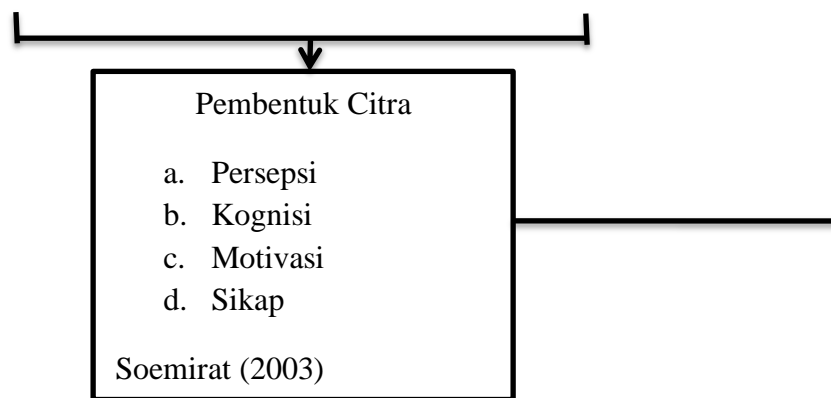 Pembentuk Citra
a. Persepsi
b. Kognisi
c. Motivasi
d. Sikap
Soemirat (2003)